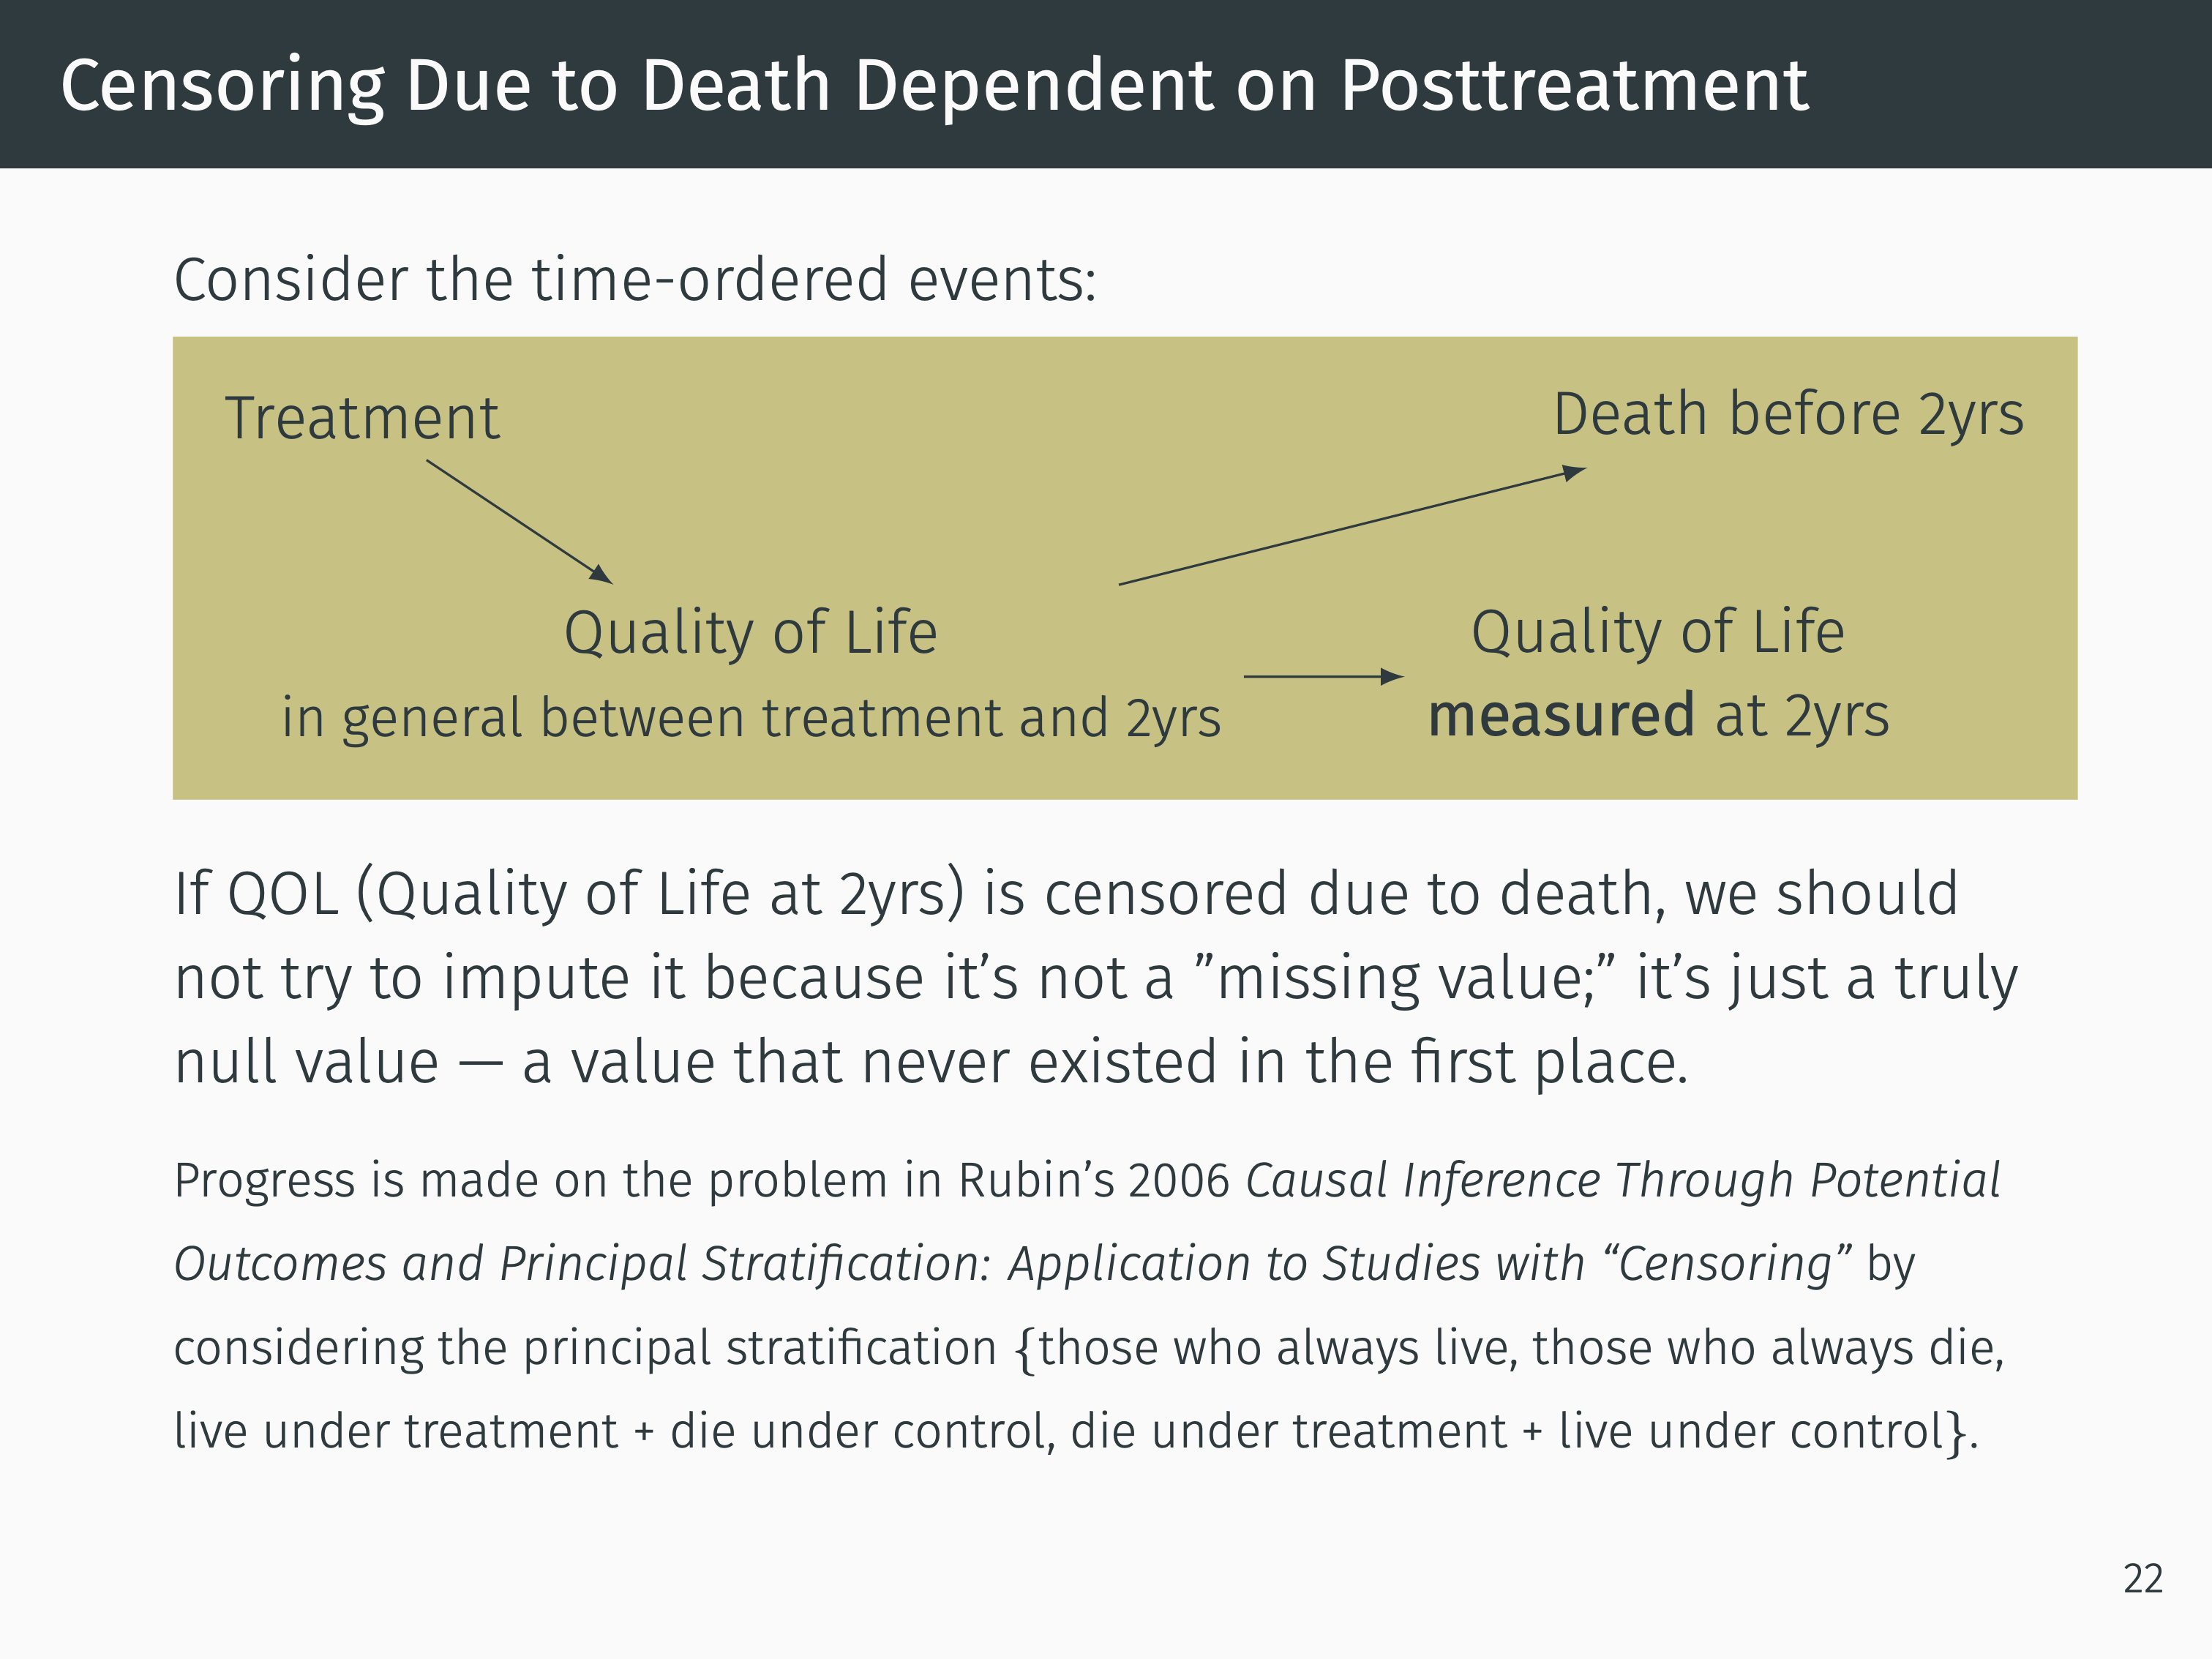 Censoring Due to Death Dependent on Posttreatment
Consider the time-ordered events:
Treatment
Death before 2yrs
Quality of Life
in general between treatment and 2yrs
Quality of Life
measured at 2yrs
If QOL (Quality of Life at 2yrs) is censored due to death, we should
not try to impute it because it’s not a ”missing value;” it’s just a truly
null value — a value that never existed in the first place.
Progress is made on the problem in Rubin’s 2006 Causal Inference Through Potential
Outcomes and Principal Stratification: Application to Studies with “Censoring” by
considering the principal stratification {those who always live, those who always die,
live under treatment + die under control, die under treatment + live under control}.
22